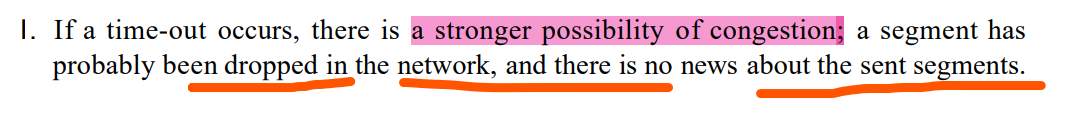 1. If a time-out occurs, there is a stronger possibility of congestion; a segment has
probably been dropped in the network, and there is no news about the sent segments.